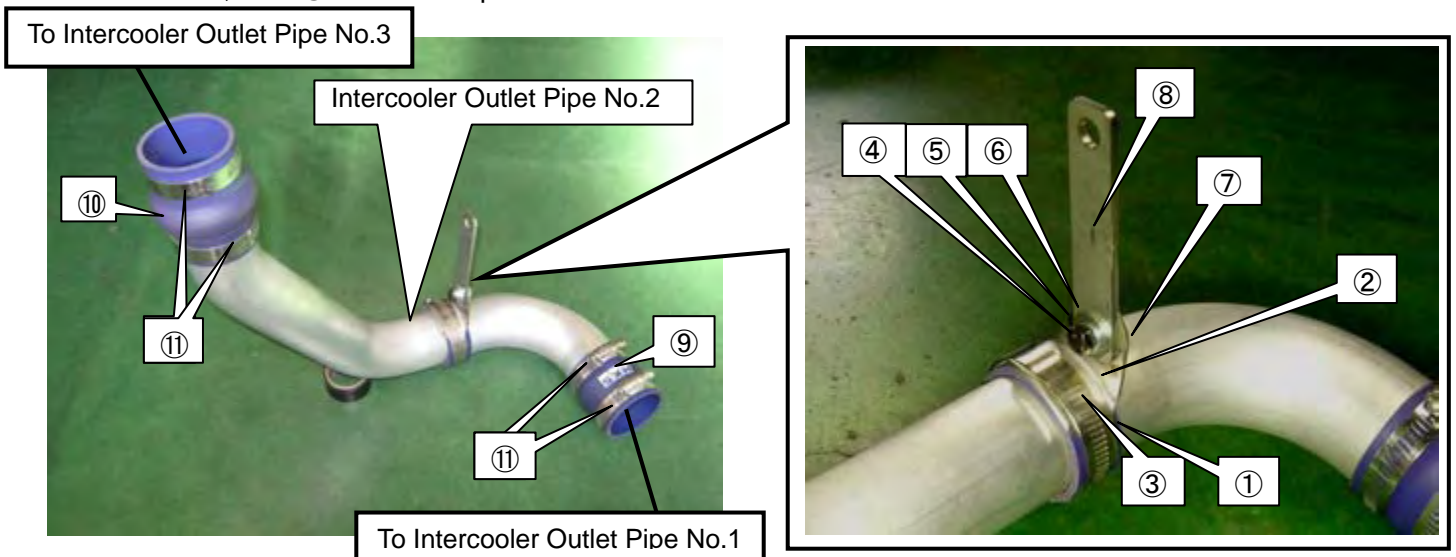 To Intercooler Outlet Pipe No.3
Intercooler Outlet Pipe No.2
⑩
⑪
⑨
⑪
To Intercooler Outlet Pipe No.1
⑧
④ ⑤ ⑥
⑦
②
③ ①